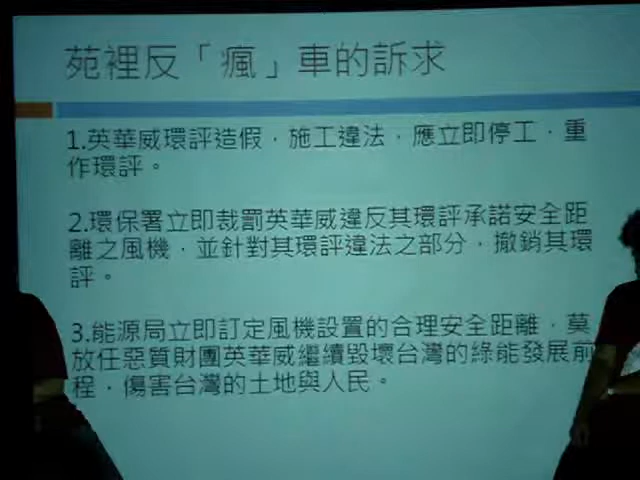 苑裡反「瘋」車的訴求
1.英華威環評造假，施工違法，應立即停工，重
作環評。
2.環保署立即裁罰英華威違反其環評承諾安全距
離之風機，並針對其環評違法之部分，撤銷其環
評。
3.能源局立即訂定風機設置的合理安全距離，莫
放任惡質財團英華威繼續毀壞台灣的綠能發展前
程，傷害台灣的土地與人民。